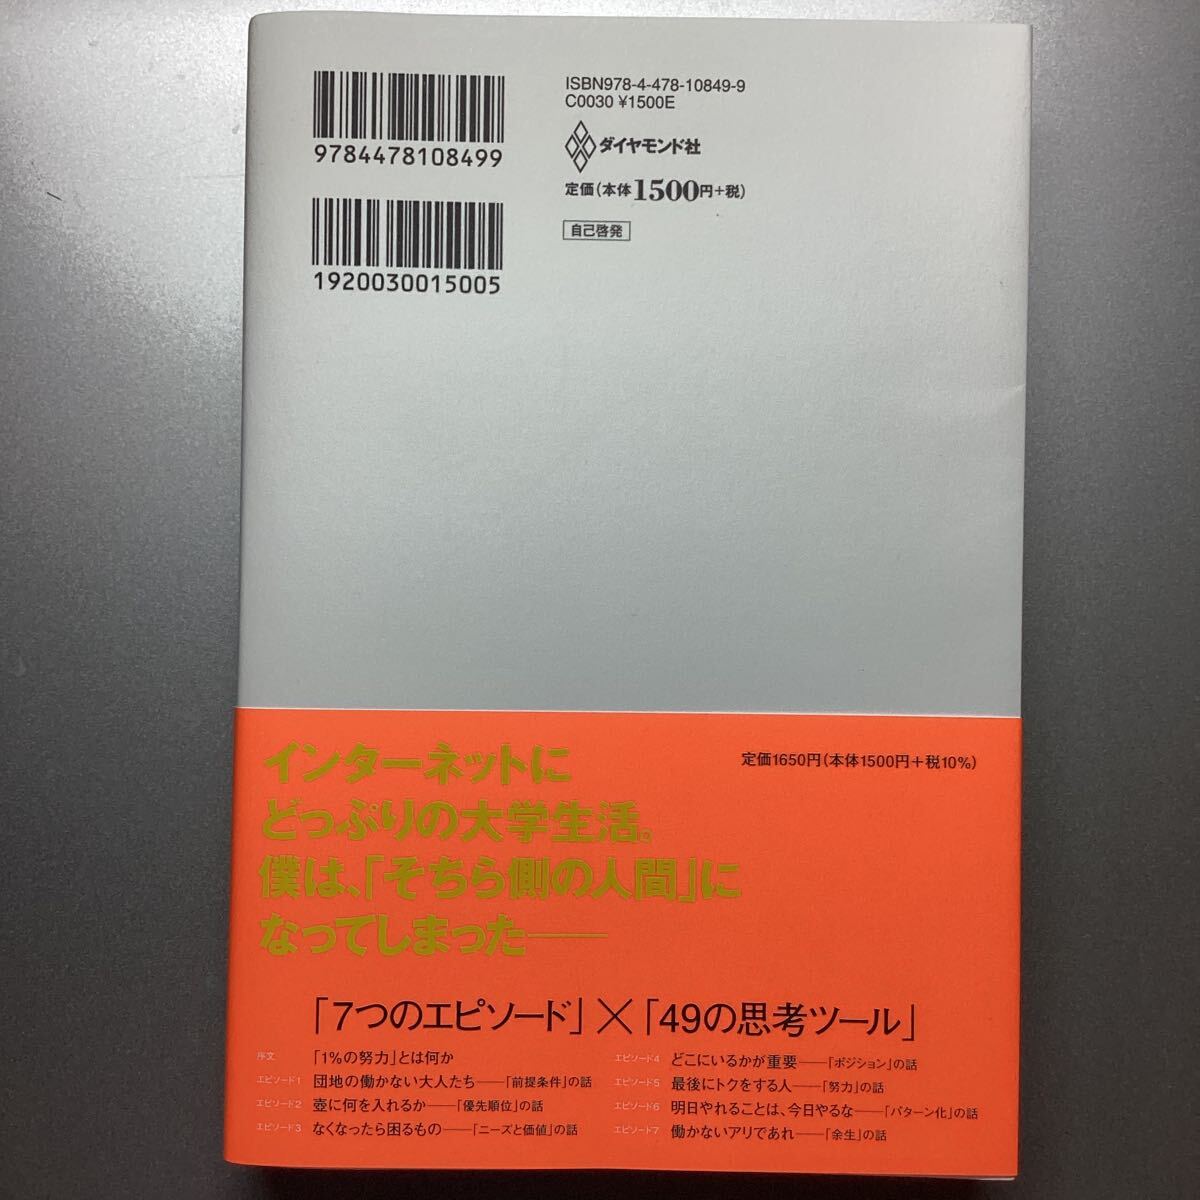 9784478108499
1920030015005
ISBN978-4-478-10849-9
C0030 ¥1500E
ダイヤモンド社
定価(本体1500円+税)
自己啓発
定価1650円(本体1500円+税10%)
インターネットに
どっぷりの大学生活。
僕は、「そちら側の人間」に
なってしまった──
「7つのエピソード」×「49の思考ツール」
序文 「1%の努力」とは何か
エピソード1 団地の働かない大人たち──「前提条件」の話
エピソード2 壺に何を入れるか──「優先順位」の話
エピソード3 なくなったら困るもの──「ニーズと価値」の話
エピソード4 どこにいるかが重要──「ポジション」の話
エピソード5 最後にトクをする人──「努力」の話
エピソード6 明日やれることは、今日やるな──「パターン化」の話
エピソード7 働かないアリであれ──「余生」の話